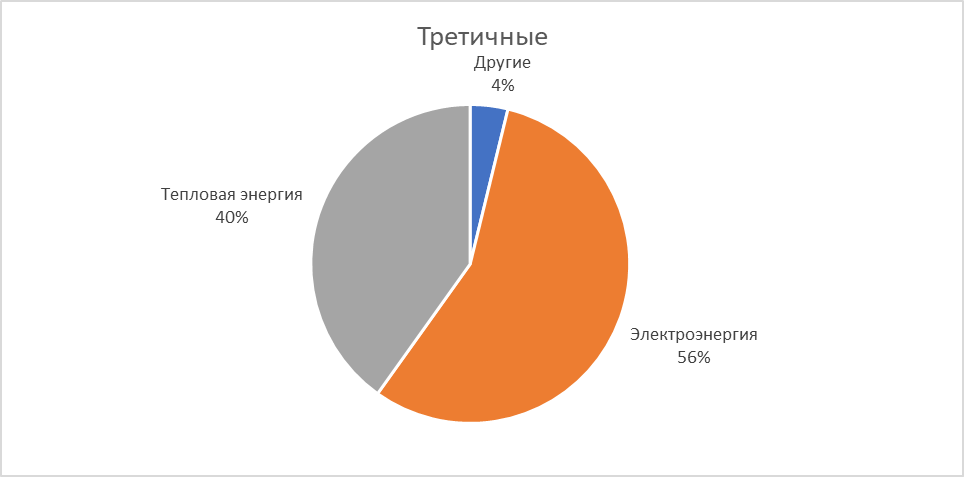 Третичные
Другие
4%
Тепловая энергия
40%
Электроэнергия
56%